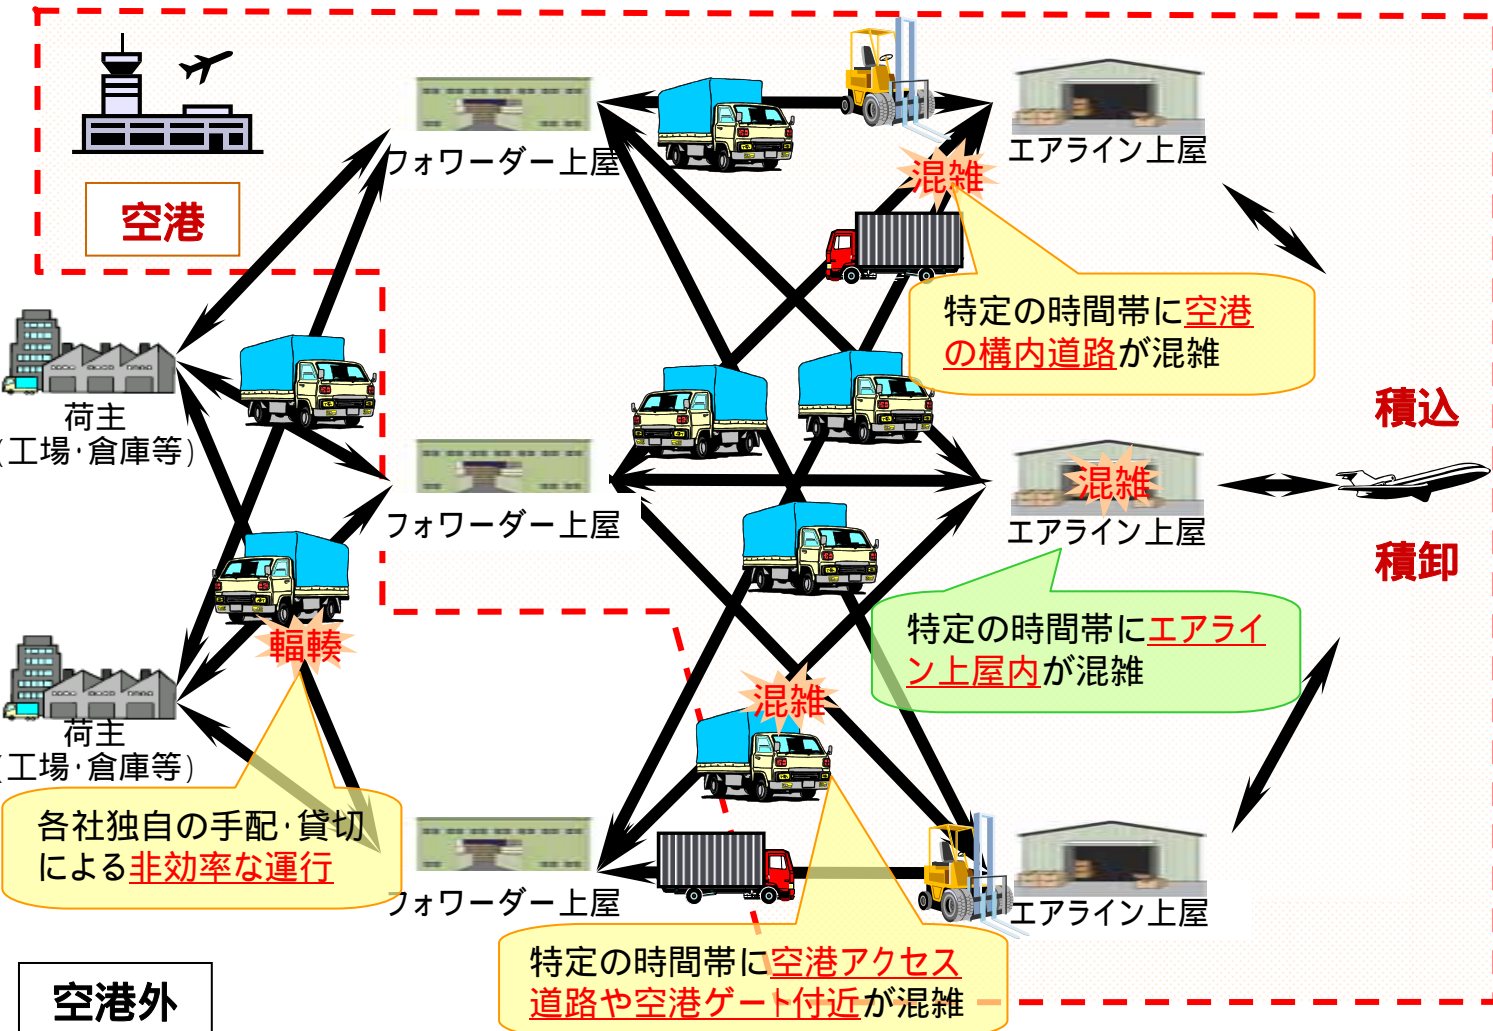 空港
フォワーダー上屋
エアライン上屋
混雑
特定の時間帯に空港
の構内道路が混雑
荷主
(工場・倉庫等)
フォワーダー上屋
混雑
エアライン上屋
積込
積卸
特定の時間帯にエアライ
ン上屋内が混雑
輻輳
混雑
荷主
(工場・倉庫等)
各社独自の手配・貸切
による非効率な運行
フォワーダー上屋
エアライン上屋
特定の時間帯に空港アクセス
道路や空港ゲート付近が混雑
空港外